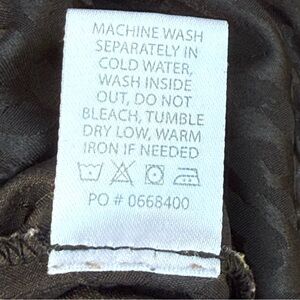 MACHINE WASH
SEPARATELY IN
COLD WATER,
WASH INSIDE
OUT, DO NOT
BLEACH, TUMBLE
DRY LOW, WARM
IRON IF NEEDED
PO # 0668400